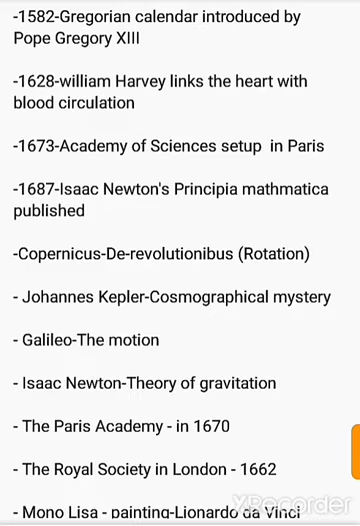 -1582-Gregorian calendar introduced by
Pope Gregory XIII
-1628-william Harvey links the heart with
blood circulation
-1673-Academy of Sciences setup in Paris
-1687-Isaac Newton's Principia mathmatica
published
-Copernicus-De-revolutionibus (Rotation)
- Johannes Kepler-Cosmographical mystery
- Galileo-The motion
- Isaac Newton-Theory of gravitation
- The Paris Academy - in 1670
- The Royal Society in London - 1662
- Mono Lisa - painting-Lionardo da Vinci
XRecorder